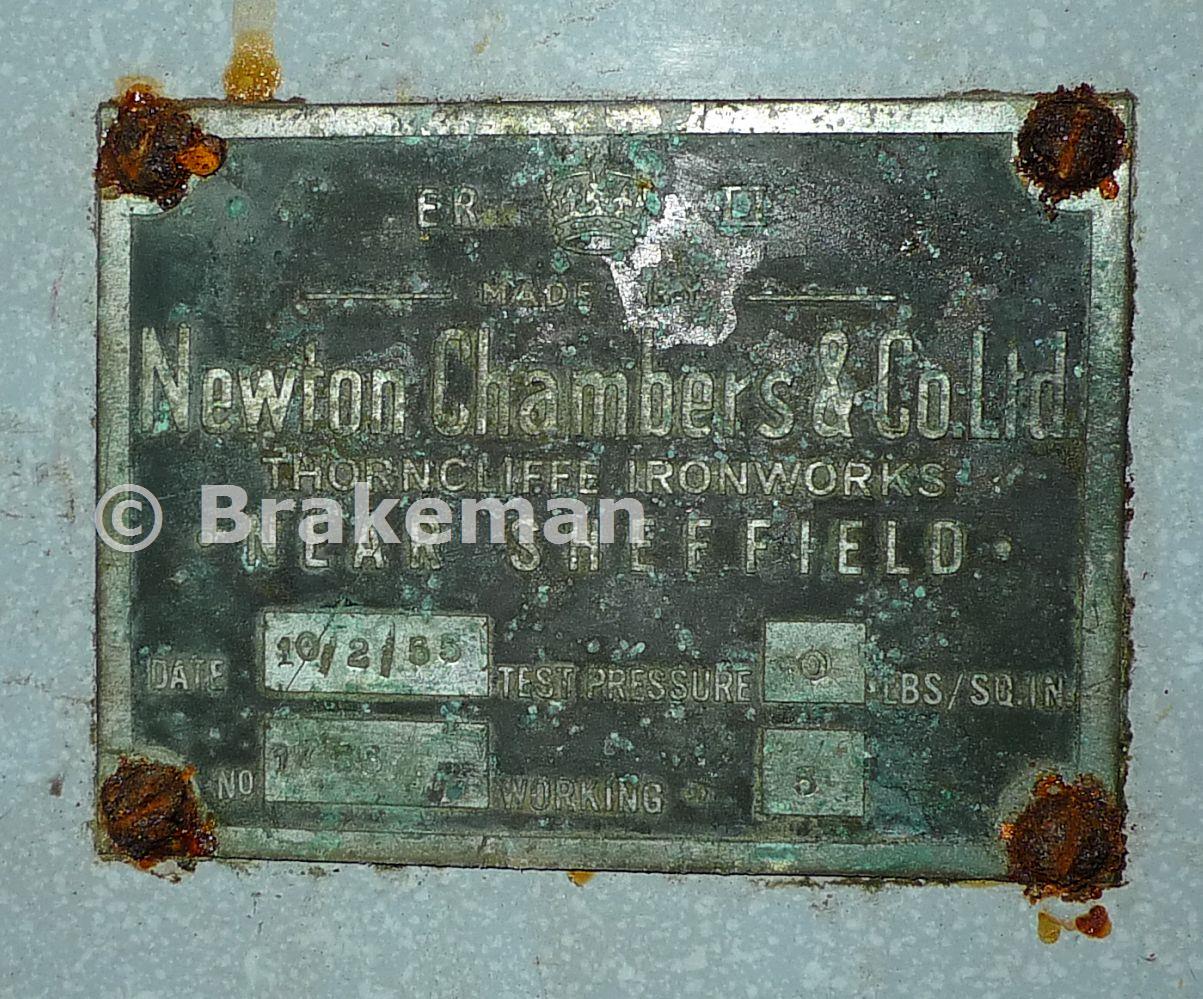 ER II
MADE BY
Newton Chambers & Co. Ltd.
THORNCLIFFE IRONWORKS
© Brakeman
NEAR SHEFFIELD
DATE 10/2/55 TEST PRESSURE LBS/SQ.IN.
NO WORKING " 5